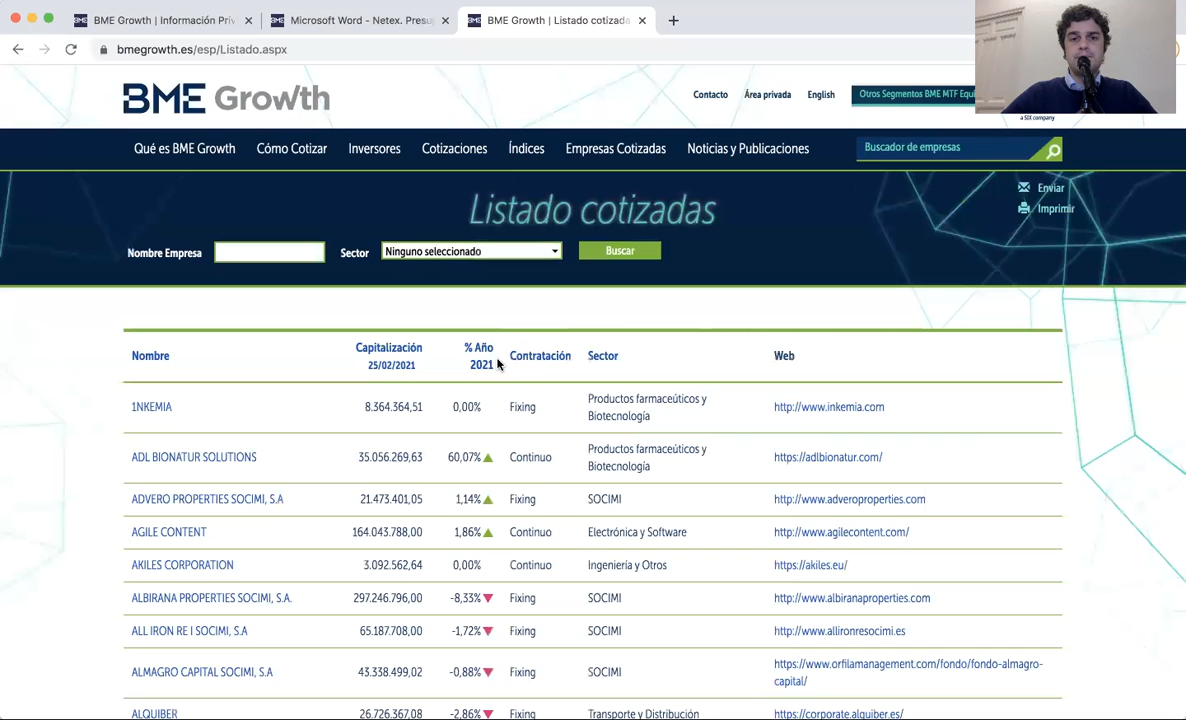 BME Growth | Información Priv
Microsoft Word - Netex. Presu
BME Growth | Listado cotizada
bmegrowth.es/esp/Listado.aspx
BME Growth
Contacto
Área privada
English
Otros Segmentos BME MTF Equi
a SIX company
Qué es BME Growth
Cómo Cotizar
Inversores
Cotizaciones
Índices
Empresas Cotizadas
Noticias y Publicaciones
Buscador de empresas
Listado cotizadas
Enviar
Imprimir
Nombre Empresa
Sector
Ninguno seleccionado
Buscar
Nombre
Capitalización
25/02/2021
% Año
2021
Contratación
Sector
Web
1NKEMIA
8.364.364,51
0,00%
Fixing
Productos farmaceúticos y
Biotecnología
http://www.inkemia.com
ADL BIONATUR SOLUTIONS
35.056.269,63
60,07%
Continuo
Productos farmaceúticos y
Biotecnología
https://adlbionatur.com/
ADVERO PROPERTIES SOCIMI, S.A
21.473.401,05
1,14%
Fixing
SOCIMI
http://www.adveroproperties.com
AGILE CONTENT
164.043.788,00
1,86%
Continuo
Electrónica y Software
http://www.agilecontent.com/
AKILES CORPORATION
3.092.562,64
0,00%
Continuo
Ingeniería y Otros
https://akiles.eu/
ALBIRANA PROPERTIES SOCIMI, S.A.
297.246.796,00
-8,33%
Fixing
SOCIMI
http://www.albiranaproperties.com
ALL IRON RE I SOCIMI, S.A
65.187.708,00
-1,72%
Fixing
SOCIMI
http://www.allironresocimi.es
ALMAGRO CAPITAL SOCIMI, S.A
43.338.499,02
-0,88%
Fixing
SOCIMI
https://www.orfilamanagement.com/fondo/fondo-almagro-
capital/
ALQUIBER
26.726.367,08
-2,86%
Fixing
Transporte y Distribución
https://corporate.alquiber.es/